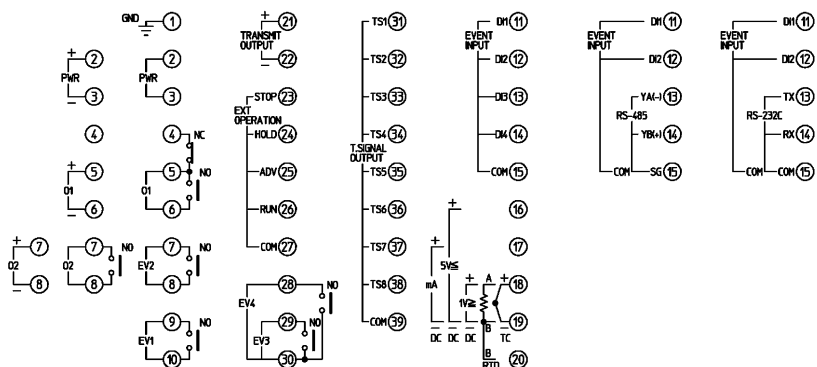 GND 1 + 21 TS1 31 DI1 11 DI1 11 DI1 11
TRANSMIT OUTPUT EVENT INPUT EVENT INPUT EVENT INPUT
+ 2 2 − 22 TS2 32 DI2 12 DI2 12 DI2 12
PWR PWR
− 3 3 STOP 23 TS3 33 DI3 13 YA(-) 13 TX 13
EXT OPERATION RS-485 RS-232C
4 4 NC HOLD 24 TS4 34 DI4 14 YB(+) 14 RX 14
T.SIGNAL OUTPUT
+ 5 5 NO ADV 25 TS5 35 COM 15 COM SG 15 COM COM 15
O1 O1
− 6 6 RUN 26 TS6 36 + 16
+ 7 7 NO 7 NO COM 27 TS7 37 + 17
O2 O2 EV2 5V≤
− 8 8 8 28 NO TS8 38 mA + A + 18
EV4 1V≥
9 NO 29 NO COM 39 − − − B − 19
EV1 EV3 DC DC DC TC
10 30 B 20
RTD